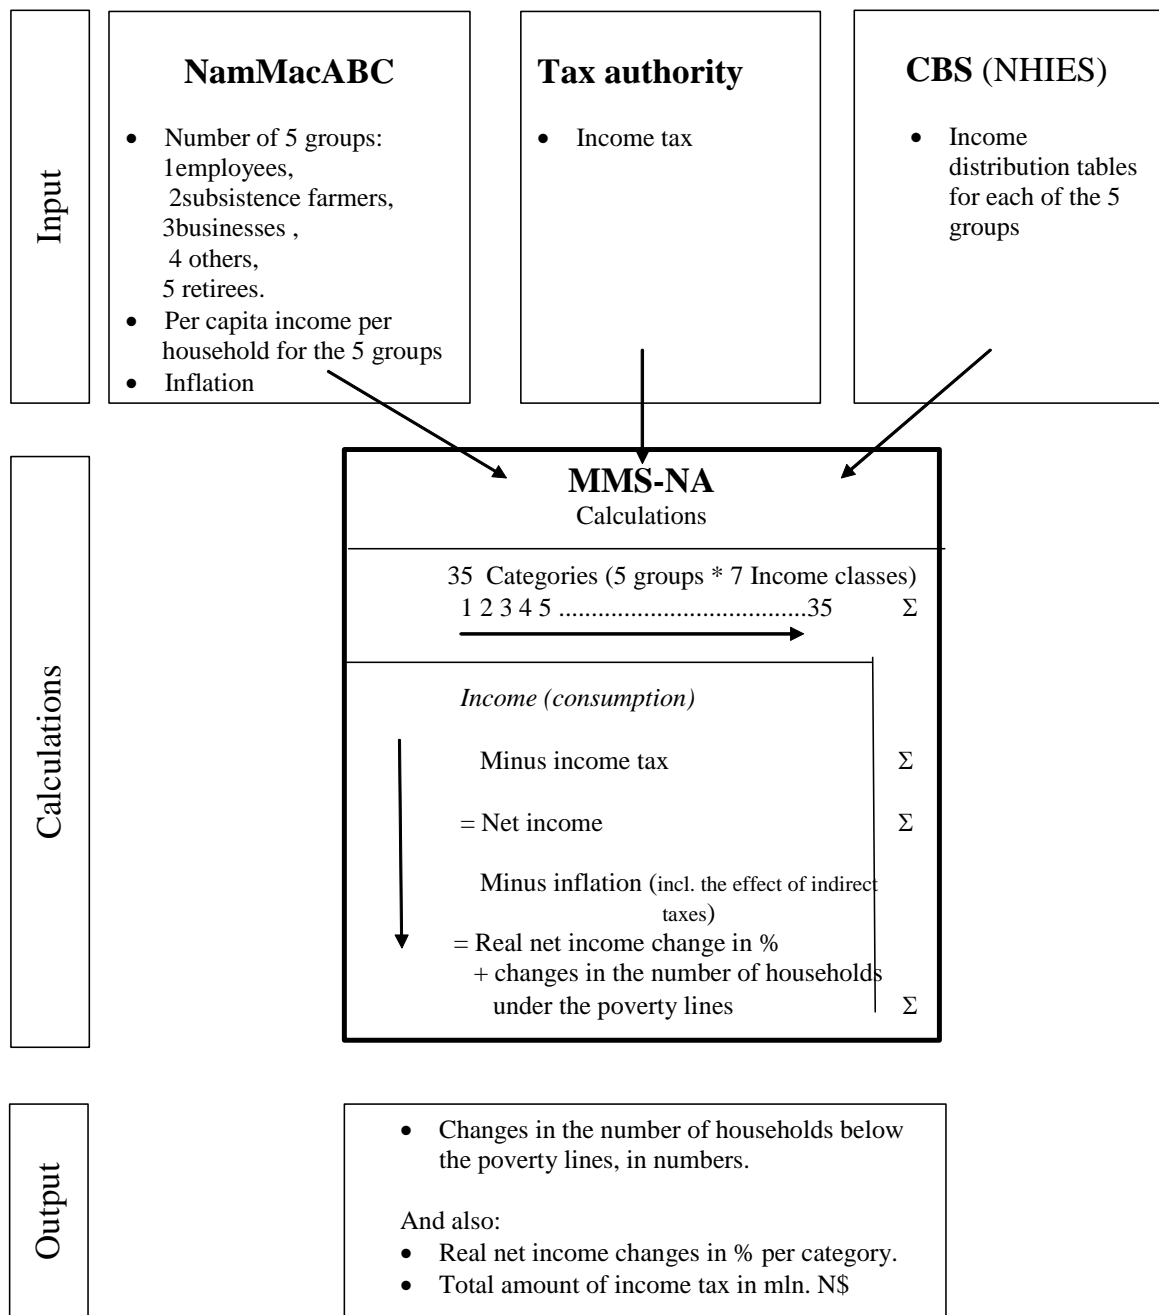 Input
NamMacABC
• Number of 5 groups:
1employees,
2subsistence farmers,
3businesses ,
4 others,
5 retirees.
• Per capita income per
household for the 5 groups
• Inflation
Tax authority
• Income tax
CBS (NHIES)
• Income
distribution tables
for each of the 5
groups
Calculations
MMS-NA
Calculations
35 Categories (5 groups * 7 Income classes)
1 2 3 4 5 ........................................35 Σ
Income (consumption)
Minus income tax Σ
= Net income Σ
Minus inflation (incl. the effect of indirect
taxes)
= Real net income change in %
+ changes in the number of households
under the poverty lines Σ
Output
• Changes in the number of households below
the poverty lines, in numbers.
And also:
• Real net income changes in % per category.
• Total amount of income tax in mln. N$